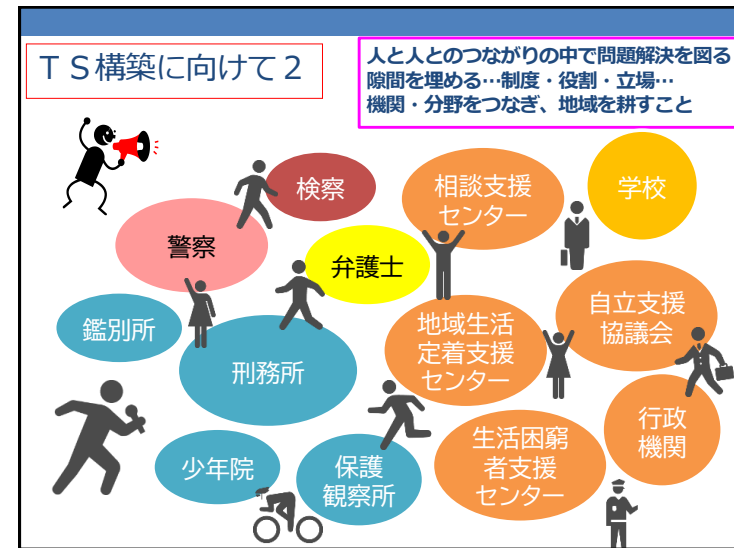 TS構築に向けて2
人と人とのつながりの中で問題解決を図る
隙間を埋める…制度・役割・立場…
機関・分野をつなぎ、地域を耕すこと
検察
相談支援
センター
学校
警察
弁護士
鑑別所
刑務所
地域生活
定着支援
センター
自立支援
協議会
少年院
保護
観察所
生活困窮
者支援
センター
行政
機関